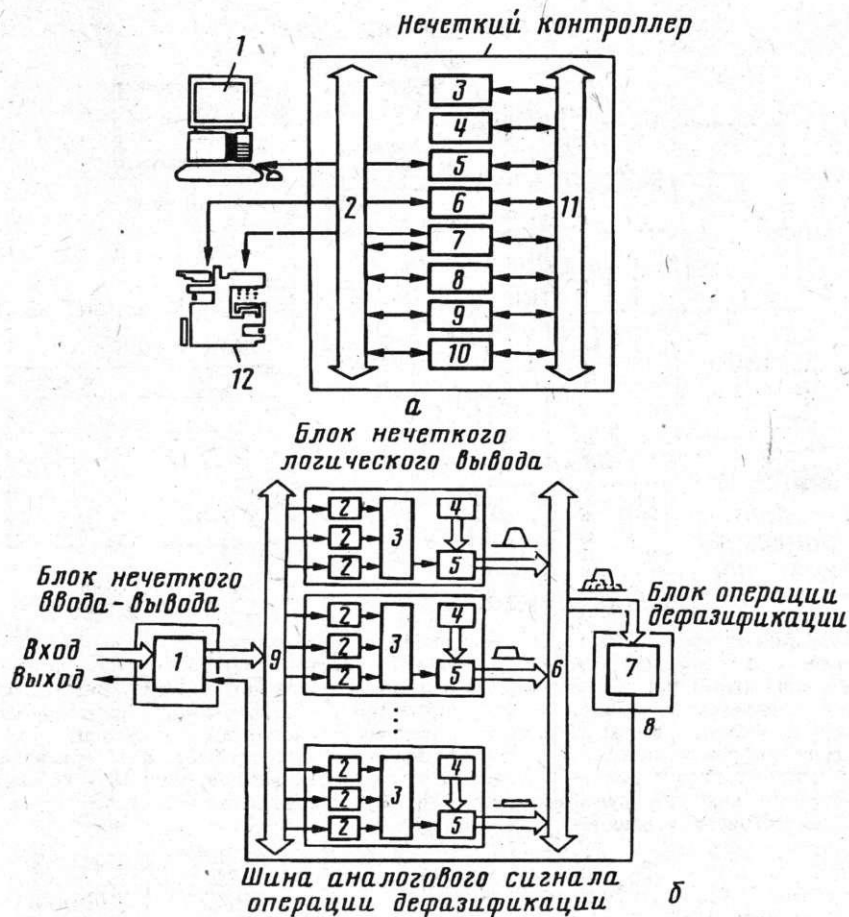 Нечеткий контроллер
1
3
4
5
2
6
11
7
8
9
12
10
а
Блок нечеткого
логического вывода
2
2
2
3
4
5
Блок нечеткого
ввода-вывода
Вход
Выход
1
9
2
2
2
3
4
5
6
Блок операции
дефазификации
7
8
2
2
2
3
4
5
Шина аналогового сигнала
операции дефазификации
б